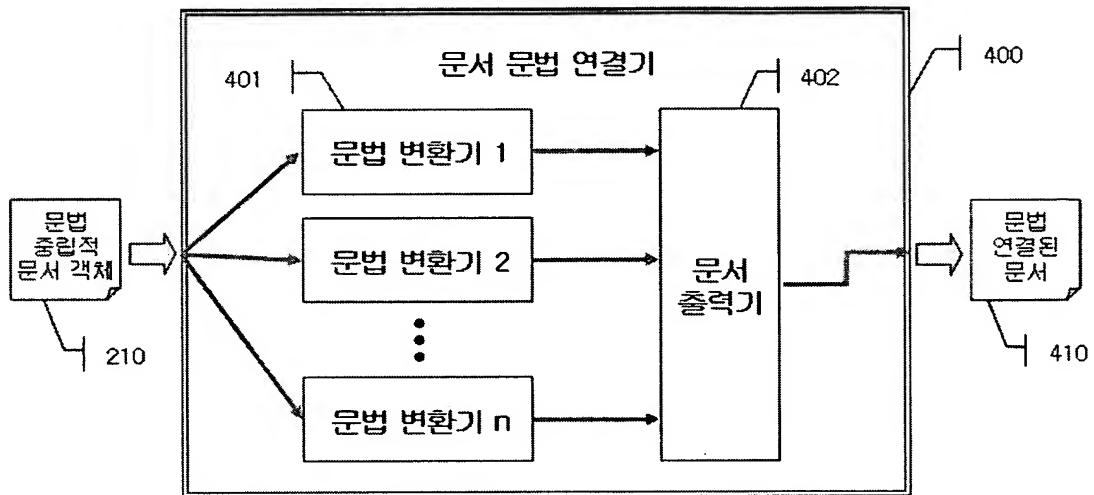 문서 문법 연결기
400
401
402
문법 변환기 1
문법
중립적
문서 객체
210
문법 변환기 2
문법 변환기 n
문서
출력기
문법
연결된
문서
410